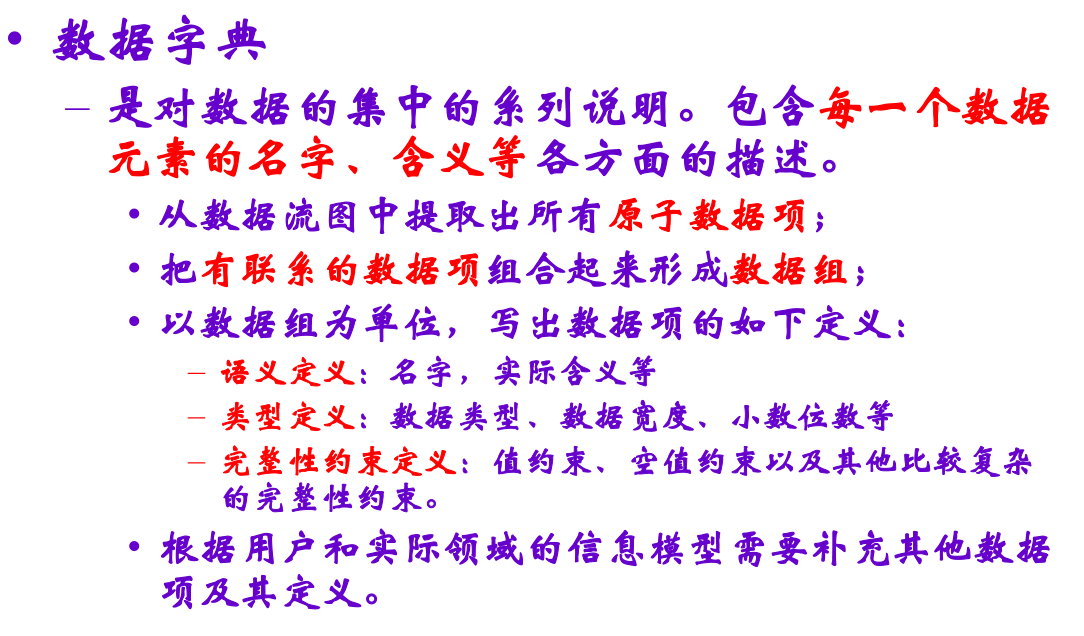 • 数据字典
– 是对数据的集中的系列说明。包含每一个数据
元素的名字、含义等各方面的描述。
• 从数据流图中提取出所有原子数据项；
• 把有联系的数据项组合起来形成数据组；
• 以数据组为单位，写出数据项的如下定义：
– 语义定义：名字，实际含义等
– 类型定义：数据类型、数据宽度、小数位数等
– 完整性约束定义：值约束、空值约束以及其他比较复杂
的完整性约束。
• 根据用户和实际领域的信息模型需要补充其他数据
项及其定义。